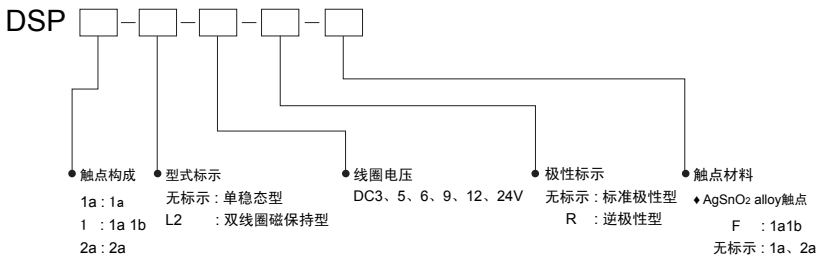 DSP □－□－□－□－□
● 触点构成
1a : 1a
1 : 1a 1b
2a : 2a
● 型式标示
无标示 : 单稳态型
L2 : 双线圈磁保持型
● 线圈电压
DC3、5、6、9、12、24V
● 极性标示
无标示 : 标准极性型
R : 逆极性型
● 触点材料
♦ AgSnO2 alloy触点
F : 1a1b
无标示 : 1a、2a